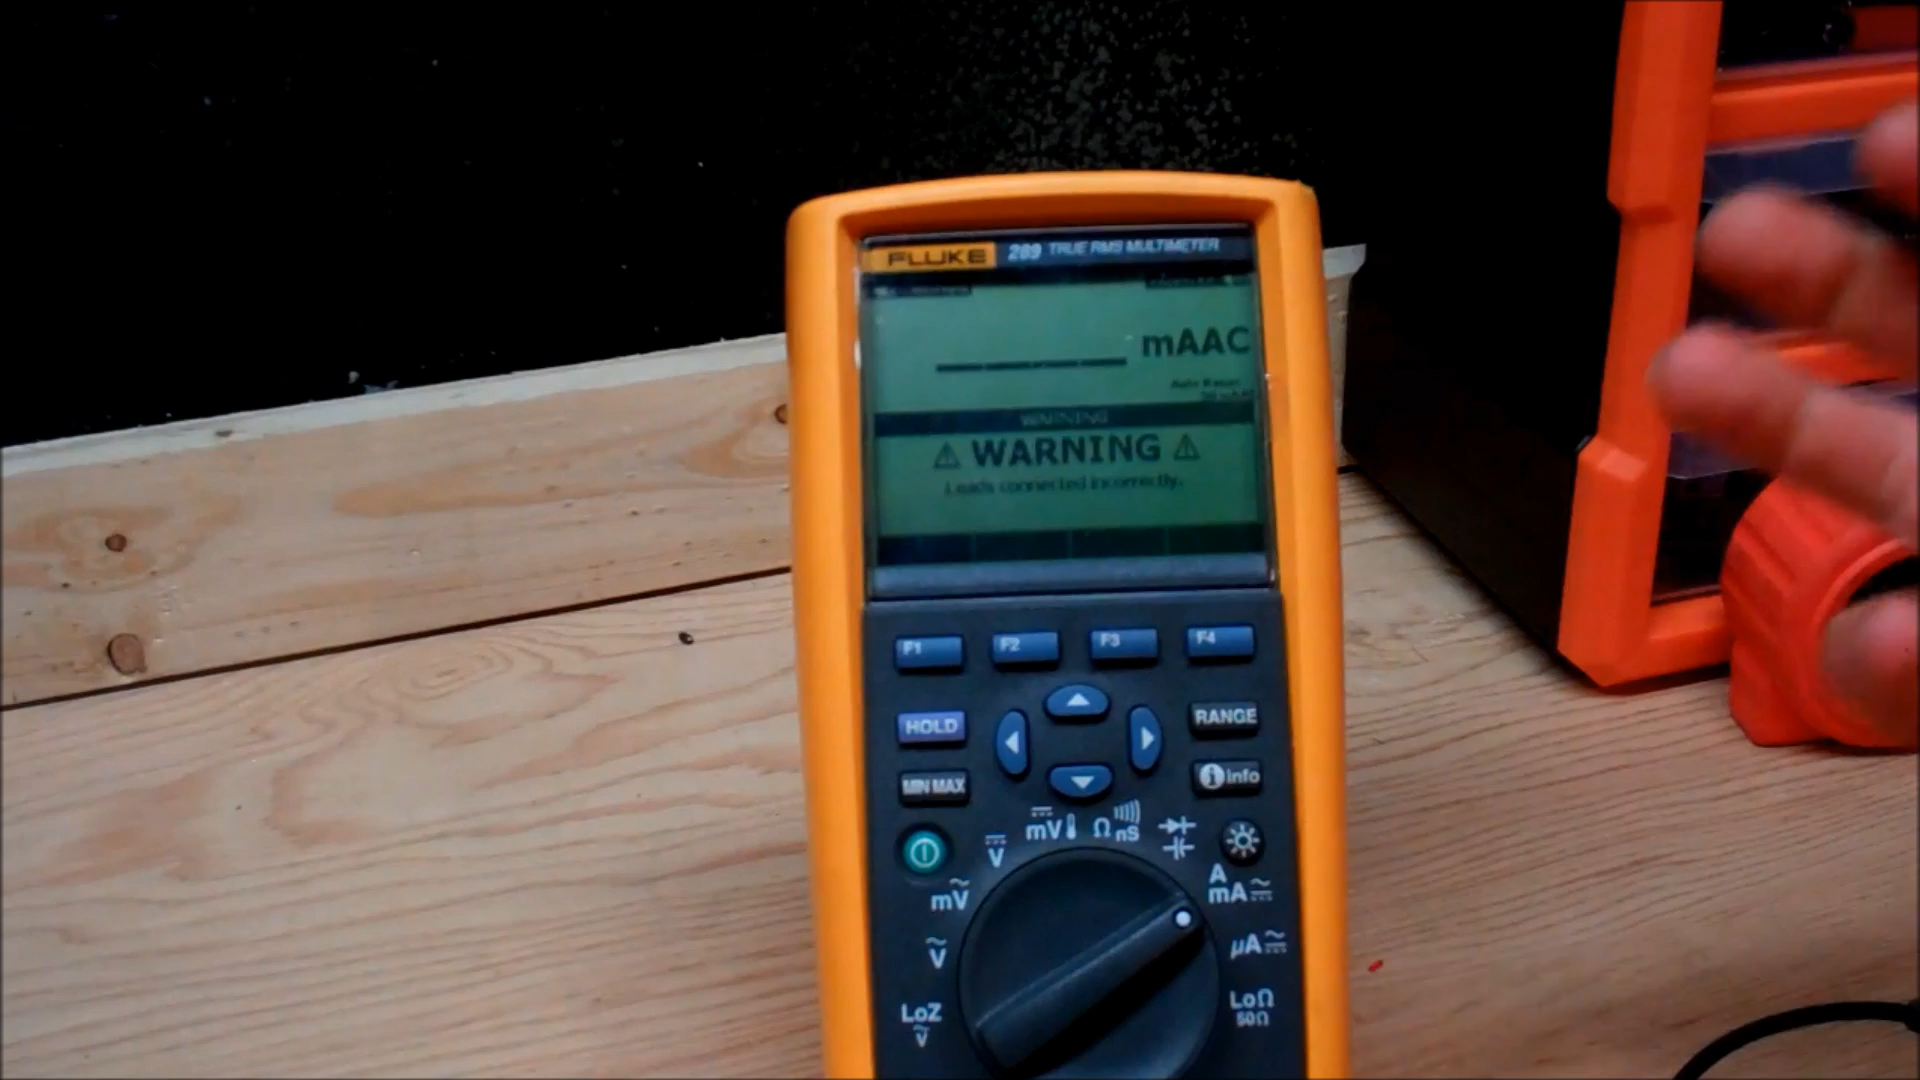 FLUKE 289 TRUE RMS MULTIMETER
mAAC
WARNING
WARNING
Leads connected incorrectly.
F1 F2 F3 F4
HOLD
RANGE
MIN MAX
info
mV Ω nS
V
A
mV
mA
V
µA
LoZ
V
LoΩ
50Ω